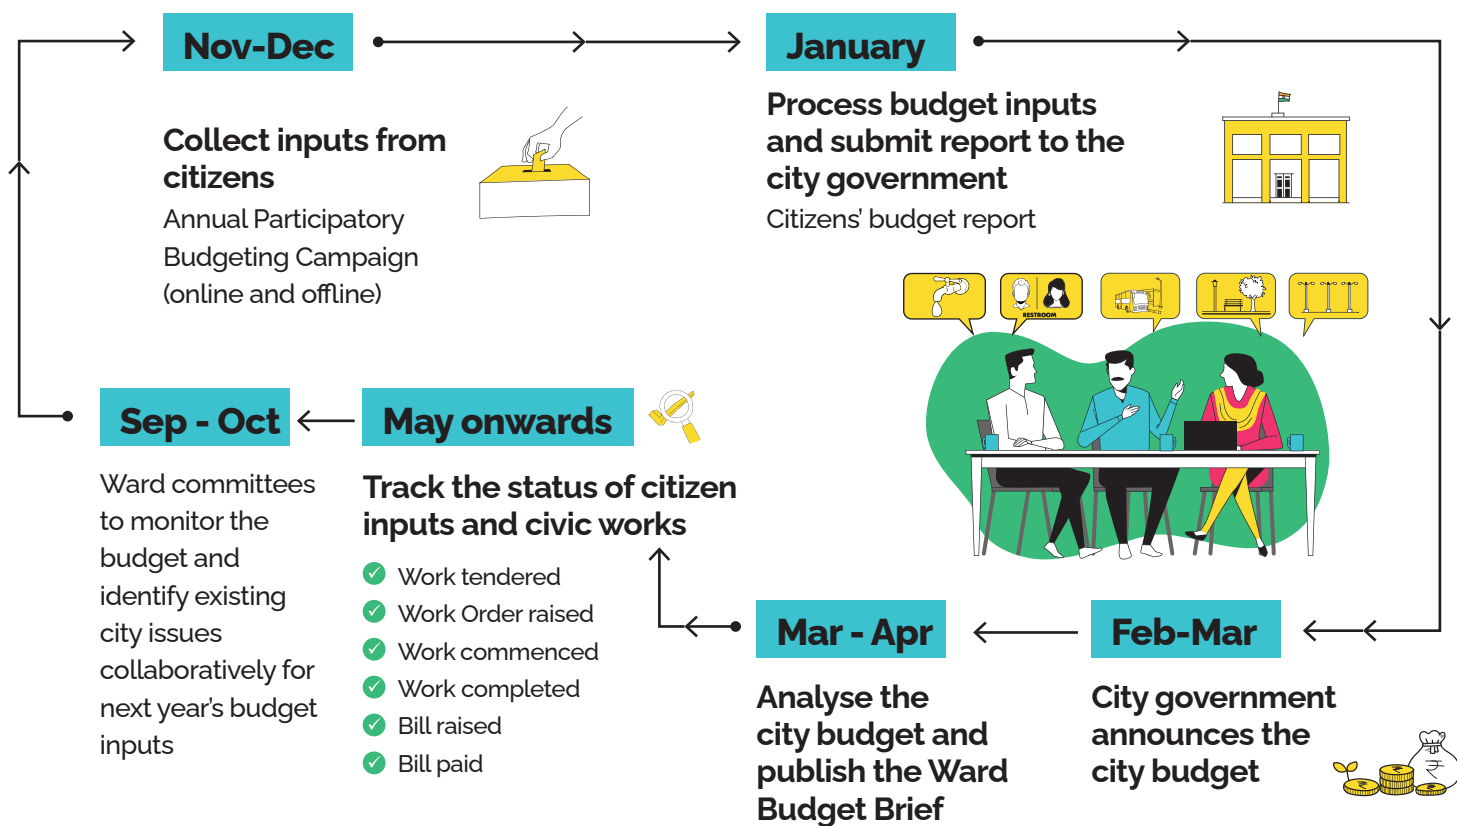 Nov-Dec
Collect inputs from
citizens
Annual Participatory
Budgeting Campaign
(online and offline)
January
Process budget inputs
and submit report to the
city government
Citizens' budget report
RESTROOM
Feb-Mar
City government
announces the
city budget
₹
₹
₹
₹
Mar - Apr
Analyse the
city budget and
publish the Ward
Budget Brief
May onwards
Track the status of citizen
inputs and civic works
Work tendered
Work Order raised
Work commenced
Work completed
Bill raised
Bill paid
Sep - Oct
Ward committees
to monitor the
budget and
identify existing
city issues
collaboratively for
next year's budget
inputs